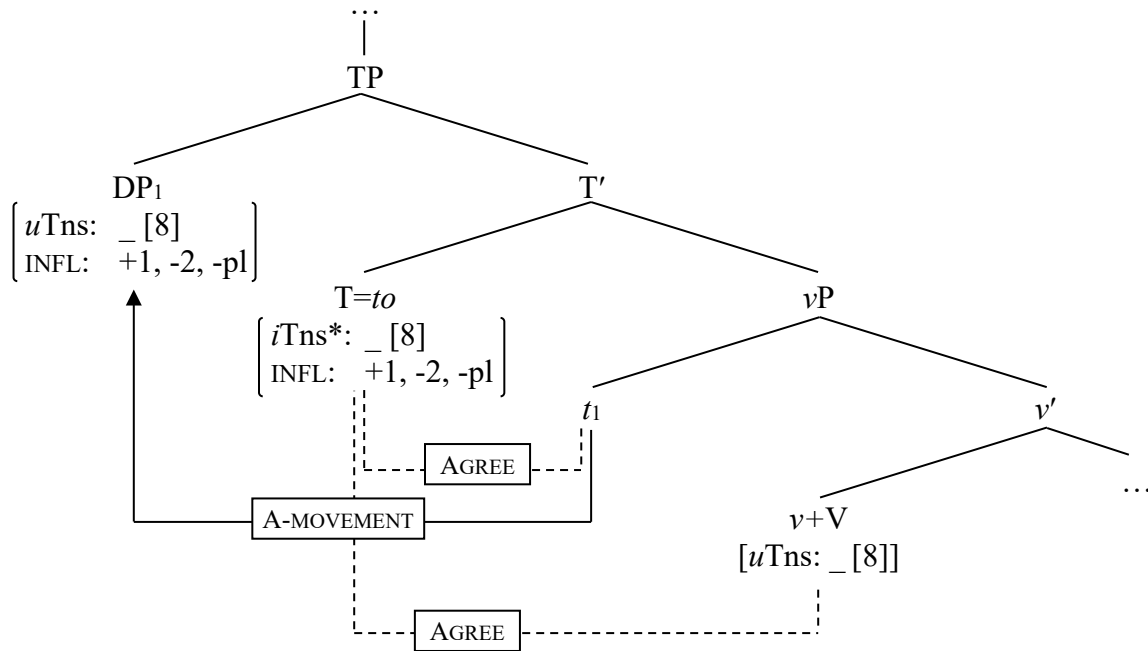 …
TP
DP1
T′
uTns: _ [8]
INFL: +1, -2, -pl
T=to
vP
iTns*: _ [8]
INFL: +1, -2, -pl
t1
v′
AGREE
…
A-MOVEMENT
v+V
[uTns: _ [8]]
AGREE